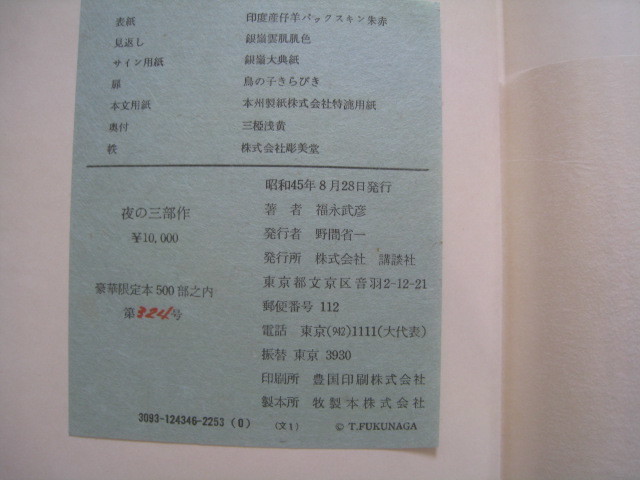 表紙 印度産仔羊バックスキン朱赤
見返し 銀嶺雲肌肌色
サイン用紙 銀嶺大典紙
扉 鳥の子きらびき
本文用紙 本州製紙株式会社特漉用紙
奥付 三椏浅黄
帙 株式会社彫美堂
夜の三部作
¥10,000
豪華限定本500部之内
第324号
昭和45年8月28日発行
著者 福永武彦
発行者 野間省一
発行所 株式会社 講談社
東京都文京区音羽2-12-21
郵便番号 112
電話 東京(942)1111(大代表)
振替 東京 3930
印刷所 豊国印刷株式会社
製本所 牧製本株式会社
3093-124346-2253 (0) (文1) © T.FUKUNAGA